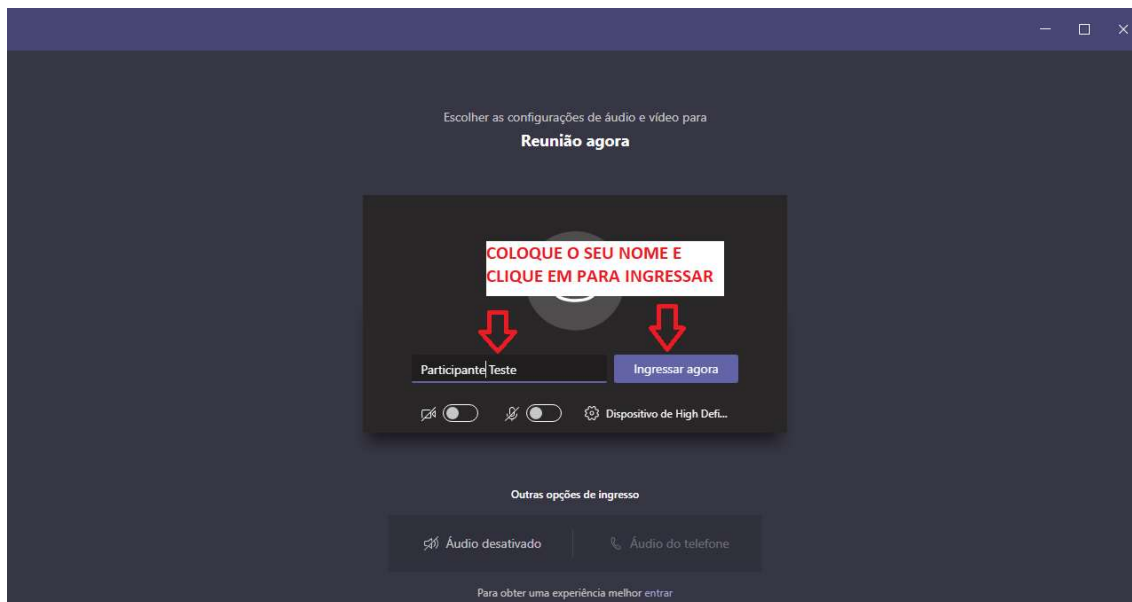 Escolher as configurações de áudio e vídeo para
Reunião agora
COLOQUE O SEU NOME E
CLIQUE EM PARA INGRESSAR
Participante Teste
Ingressar agora
Dispositivo de High Defi...
Outras opções de ingresso
Áudio desativado
Áudio do telefone
Para obter uma experiência melhor entrar